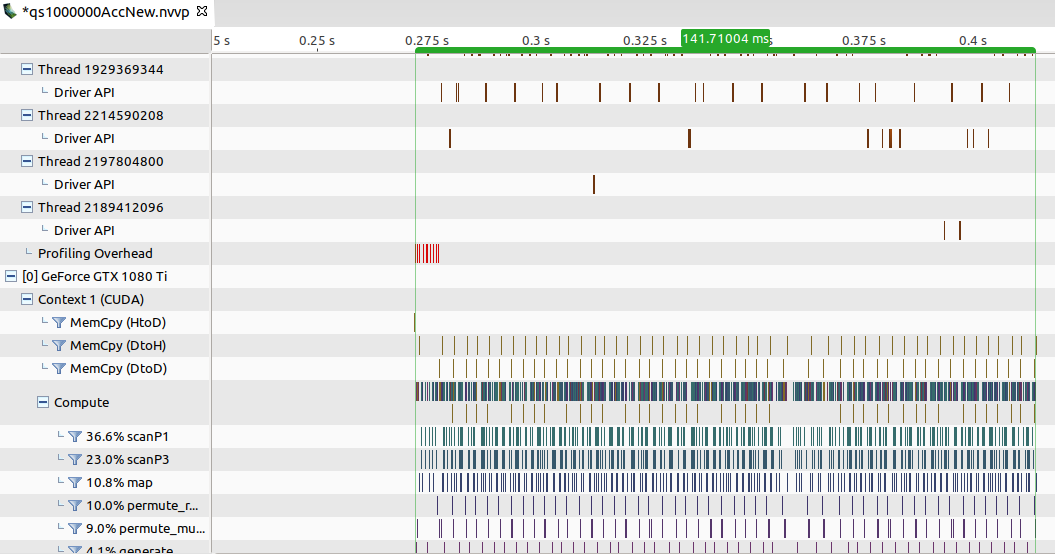 *qs1000000AccNew.nvvp
5 s 0.25 s 0.275 s 0.3 s 0.325 s 141.71004 ms 0.375 s 0.4 s
Thread 1929369344
Driver API
Thread 2214590208
Driver API
Thread 2197804800
Driver API
Thread 2189412096
Driver API
Profiling Overhead
[0] GeForce GTX 1080 Ti
Context 1 (CUDA)
MemCpy (HtoD)
MemCpy (DtoH)
MemCpy (DtoD)
Compute
36.6% scanP1
23.0% scanP3
10.8% map
10.0% permute_r...
9.0% permute_mu...
4.1% generate